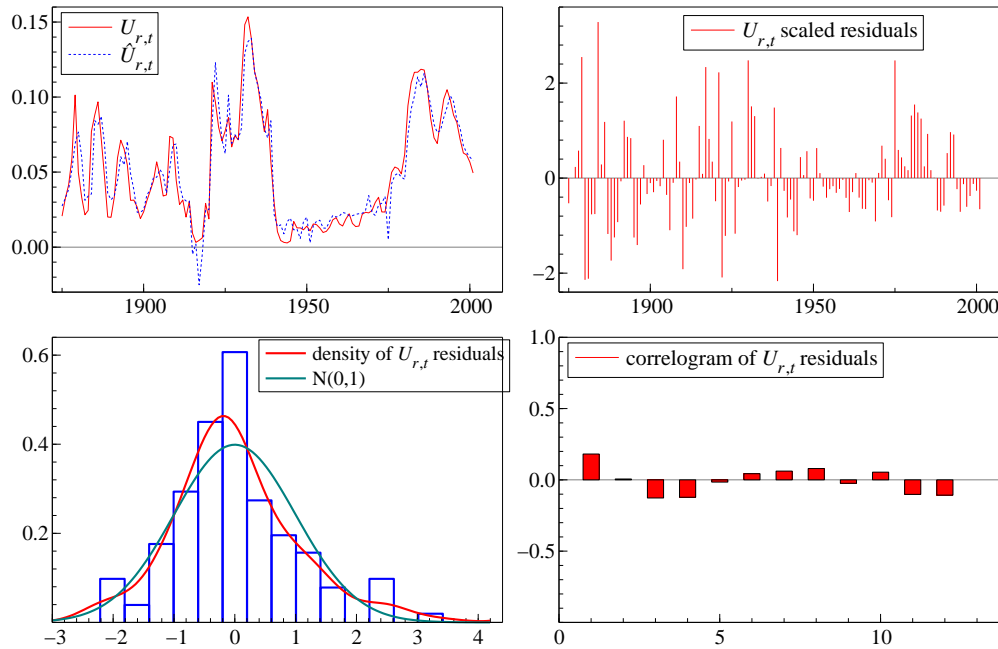 0.15
0.10
0.05
0.00
U_{r,t}
Û_{r,t}
1900
1950
2000
2
0
−2
U_{r,t} scaled residuals
1900
1950
2000
0.6
0.4
0.2
density of U_{r,t} residuals
N(0,1)
−3 −2 −1 0 1 2 3 4
1.0
0.5
0.0
−0.5
correlogram of U_{r,t} residuals
0 5 10